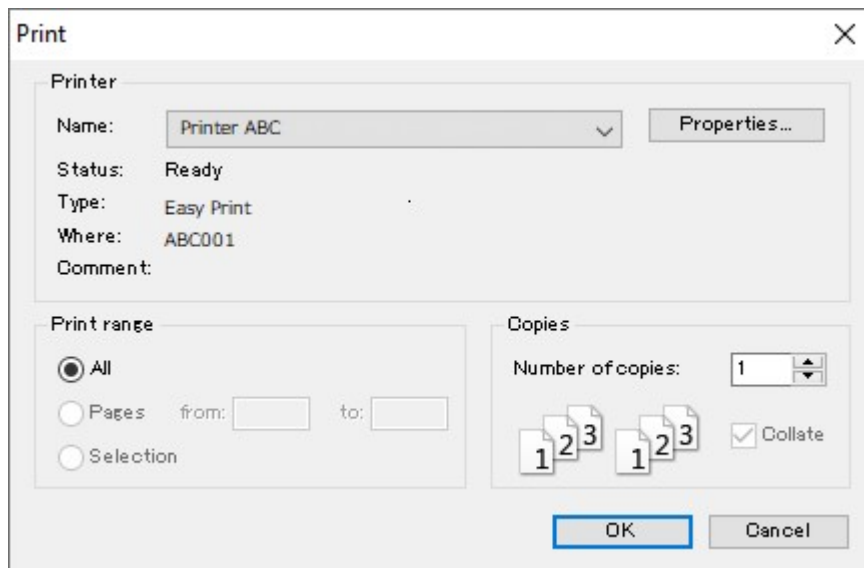 Print
Printer
Name: Printer ABC Properties...
Status: Ready
Type: Easy Print
Where: ABC001
Comment:
Print range
All
Pages from: to:
Selection
Copies
Number of copies: 1
1 2 3 1 2 3
Collate
OK Cancel